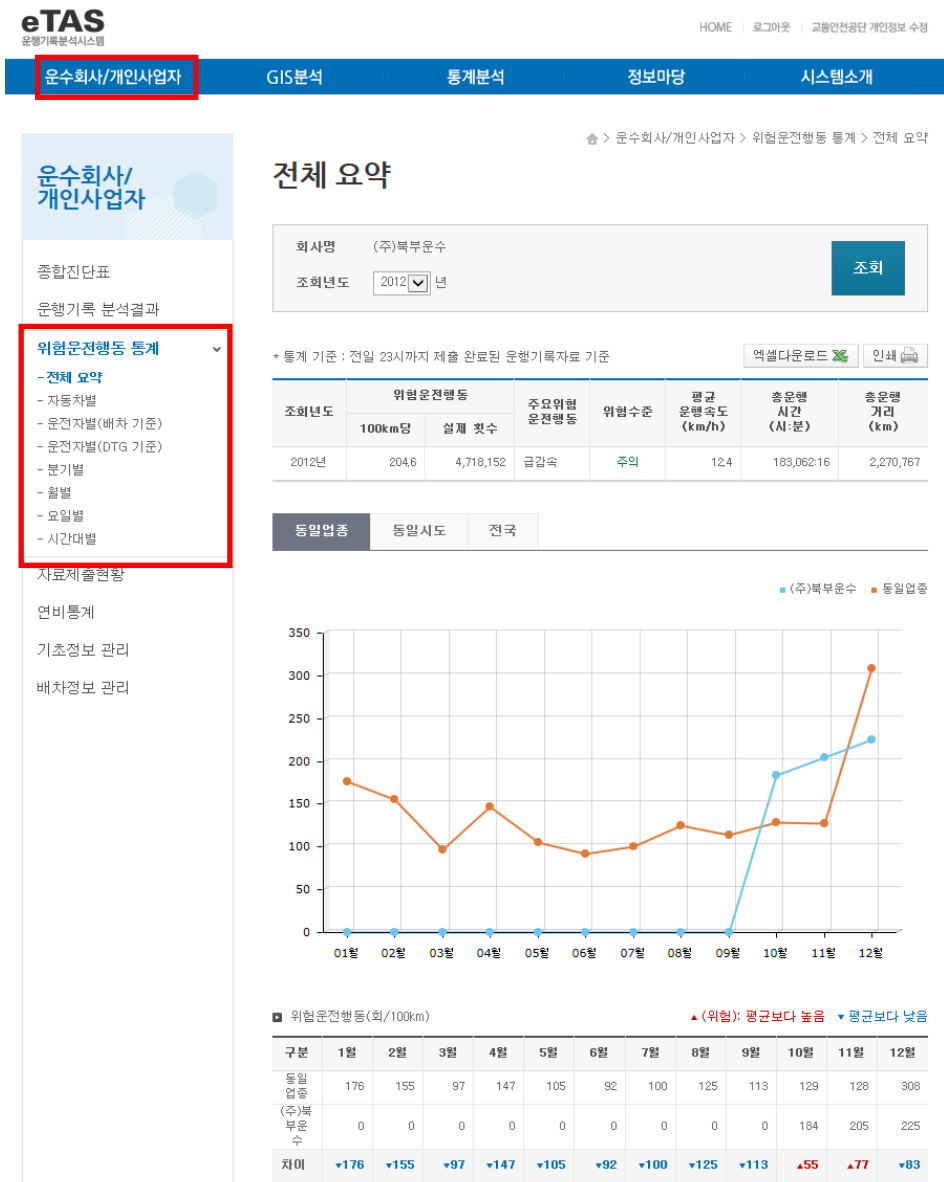 eTAS
운행기록분석시스템
HOME 로그아웃 교통안전공단 개인정보 수정
운수회사/개인사업자 GIS분석 통계분석 정보마당 시스템소개
> 운수회사/개인사업자 > 위험운전행동 통계 > 전체 요약
운수회사/
개인사업자
종합진단표
운행기록 분석결과
위험운전행동 통계
- 전체 요약
- 자동차별
- 운전자별(배차 기준)
- 운전자별(DTG 기준)
- 분기별
- 월별
- 요일별
- 시간대별
자료제출현황
연비통계
기초정보 관리
배차정보 관리
전체 요약
회사명 (주)북부운수
조회년도 2012 년
조회
* 통계 기준 : 전일 23시까지 제출 완료된 운행기록자료 기준
엑셀다운로드 인쇄
조회년도 위험운전행동 주요위험 운전행동 위험수준 평균 운행속도 (km/h) 총운행 시간 (시:분) 총운행 거리 (km)
100km당 실제 횟수
2012년 204,6 4,718,152 급감속 주의 12,4 183,062:16 2,270,767
동일업종 동일시도 전국
(주)북부운수 동일업종
350
300
250
200
150
100
50
0
01월 02월 03월 04월 05월 06월 07월 08월 09월 10월 11월 12월
위험운전행동(회/100km) ▲(위험): 평균보다 높음 ▼평균보다 낮음
구분 1월 2월 3월 4월 5월 6월 7월 8월 9월 10월 11월 12월
동일
업종 176 155 97 147 105 92 100 125 113 129 128 308
(주)북
부운
수 0 0 0 0 0 0 0 0 0 184 205 225
차이 ▼176 ▼155 ▼97 ▼147 ▼105 ▼92 ▼100 ▼125 ▼113 ▲55 ▲77 ▼83